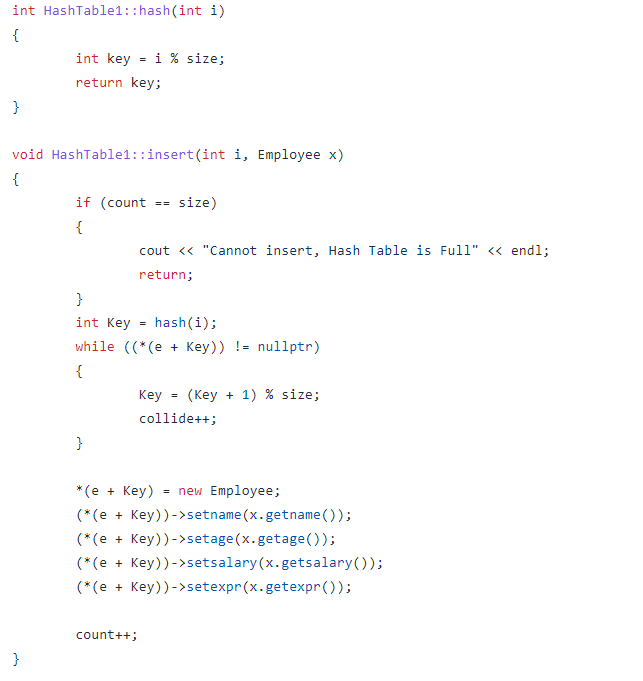 int HashTable1::hash(int i)
{
        int key = i % size;
        return key;
}

void HashTable1::insert(int i, Employee x)
{
        if (count == size)
        {
                cout << "Cannot insert, Hash Table is Full" << endl;
                return;
        }
        int Key = hash(i);
        while ((*(e + Key)) != nullptr)
        {
                Key = (Key + 1) % size;
                collide++;
        }

        *(e + Key) = new Employee;
        (*(e + Key))->setname(x.getname());
        (*(e + Key))->setage(x.getage());
        (*(e + Key))->setsalary(x.getsalary());
        (*(e + Key))->setexpr(x.getexpr());

        count++;
}